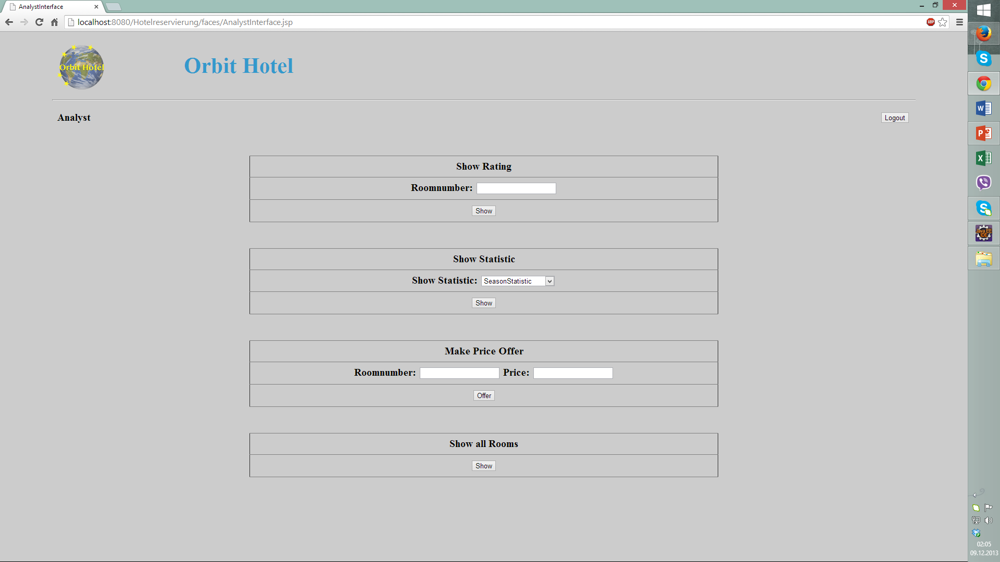 AnalystInterface
localhost:8080/Hotelreservierung/faces/AnalystInterface.jsp
ABP
Orbit Hotel
Orbit Hotel
Analyst
Logout
Show Rating
Roomnumber:
Show
Show Statistic
Show Statistic: SeasonStatistic
Show
Make Price Offer
Roomnumber: Price:
Offer
Show all Rooms
Show
Java EE
IDE
02:05
09.12.2013